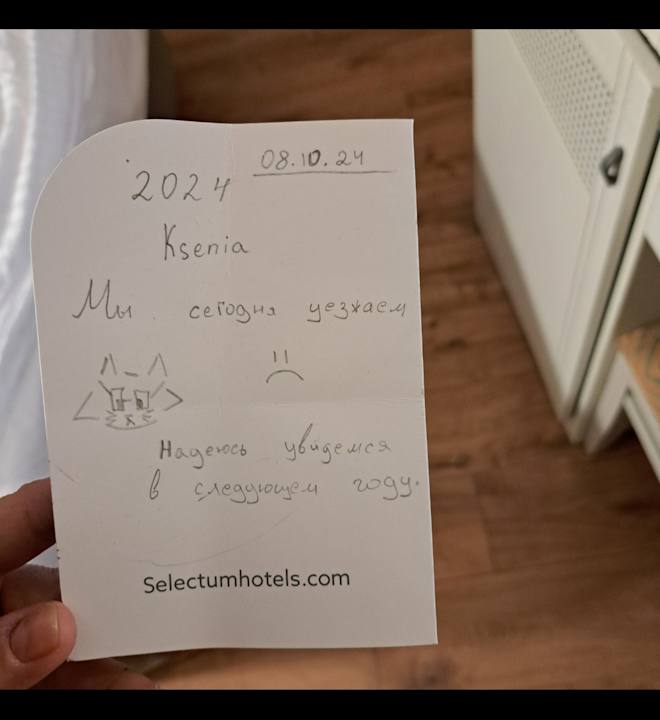 08.10.24
2024
Ksenia
Мы сегодня уезжаем
Надеюсь увидемся
в следующем году.
Selectumhotels.com